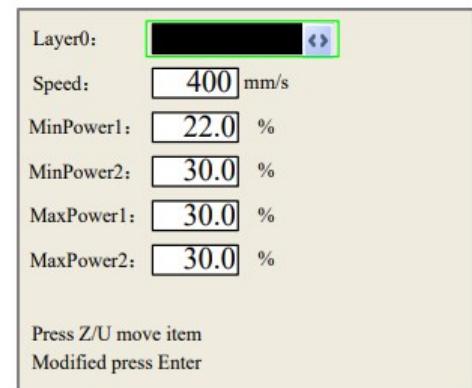 Layer0:
Speed: 400 mm/s
MinPower1: 22.0 %
MinPower2: 30.0 %
MaxPower1: 30.0 %
MaxPower2: 30.0 %
Press Z/U move item
Modified press Enter